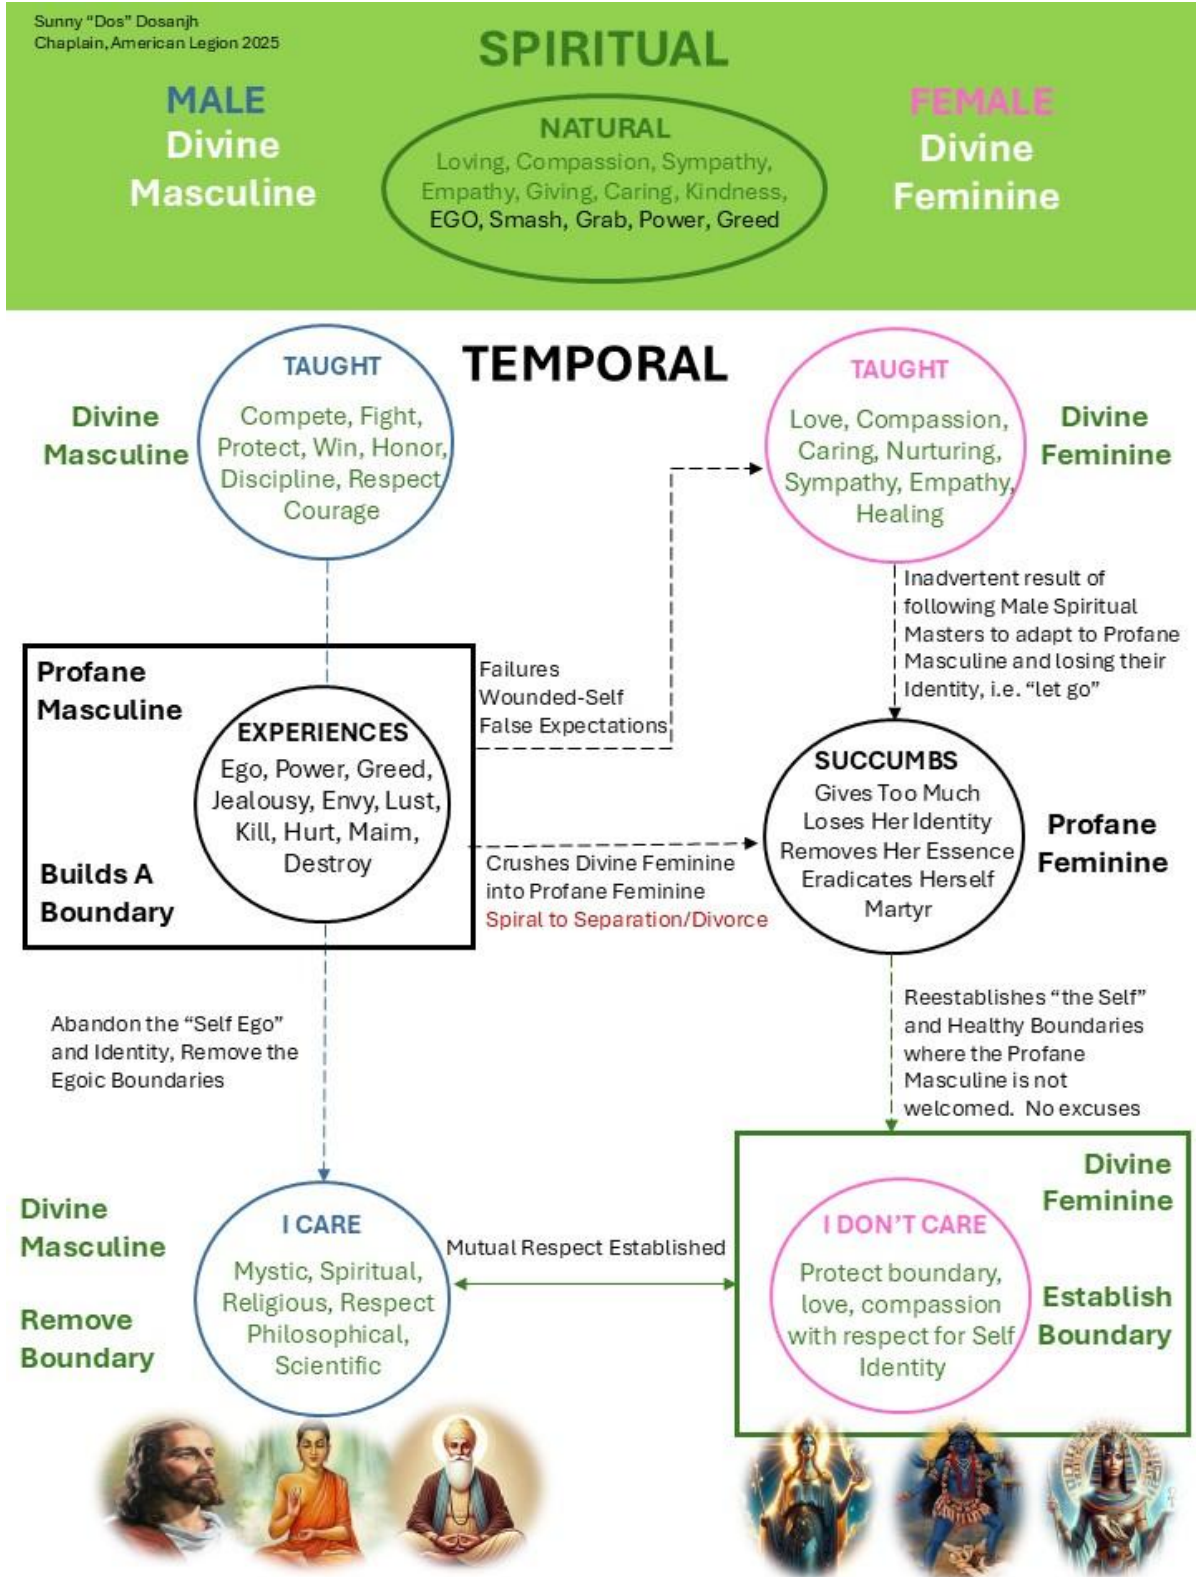 Sunny “Dos” Dosanjh
Chaplain, American Legion 2025
SPIRITUAL
MALE
Divine
Masculine
NATURAL
Loving, Compassion, Sympathy,
Empathy, Giving, Caring, Kindness,
EGO, Smash, Grab, Power, Greed
FEMALE
Divine
Feminine
TEMPORAL
Divine
Masculine
TAUGHT
Compete, Fight,
Protect, Win, Honor,
Discipline, Respect
Courage
TAUGHT
Love, Compassion,
Caring, Nurturing,
Sympathy, Empathy,
Healing
Divine
Feminine
Inadvertent result of
following Male Spiritual
Masters to adapt to Profane
Masculine and losing their
Identity, i.e. “let go”
Profane
Masculine
EXPERIENCES
Ego, Power, Greed,
Jealousy, Envy, Lust,
Kill, Hurt, Maim,
Destroy
Builds A
Boundary
Failures
Wounded-Self
False Expectations
Crushes Divine Feminine
into Profane Feminine
Spiral to Separation/Divorce
SUCCUMBS
Gives Too Much
Loses Her Identity
Removes Her Essence
Eradicates Herself
Martyr
Profane
Feminine
Abandon the “Self Ego”
and Identity, Remove the
Egoic Boundaries
Reestablishes “the Self”
and Healthy Boundaries
where the Profane
Masculine is not
welcomed. No excuses
Divine
Masculine
Remove
Boundary
I CARE
Mystic, Spiritual,
Religious, Respect
Philosophical,
Scientific
Mutual Respect Established
I DON’T CARE
Protect boundary,
love, compassion
with respect for Self
Identity
Divine
Feminine
Establish
Boundary